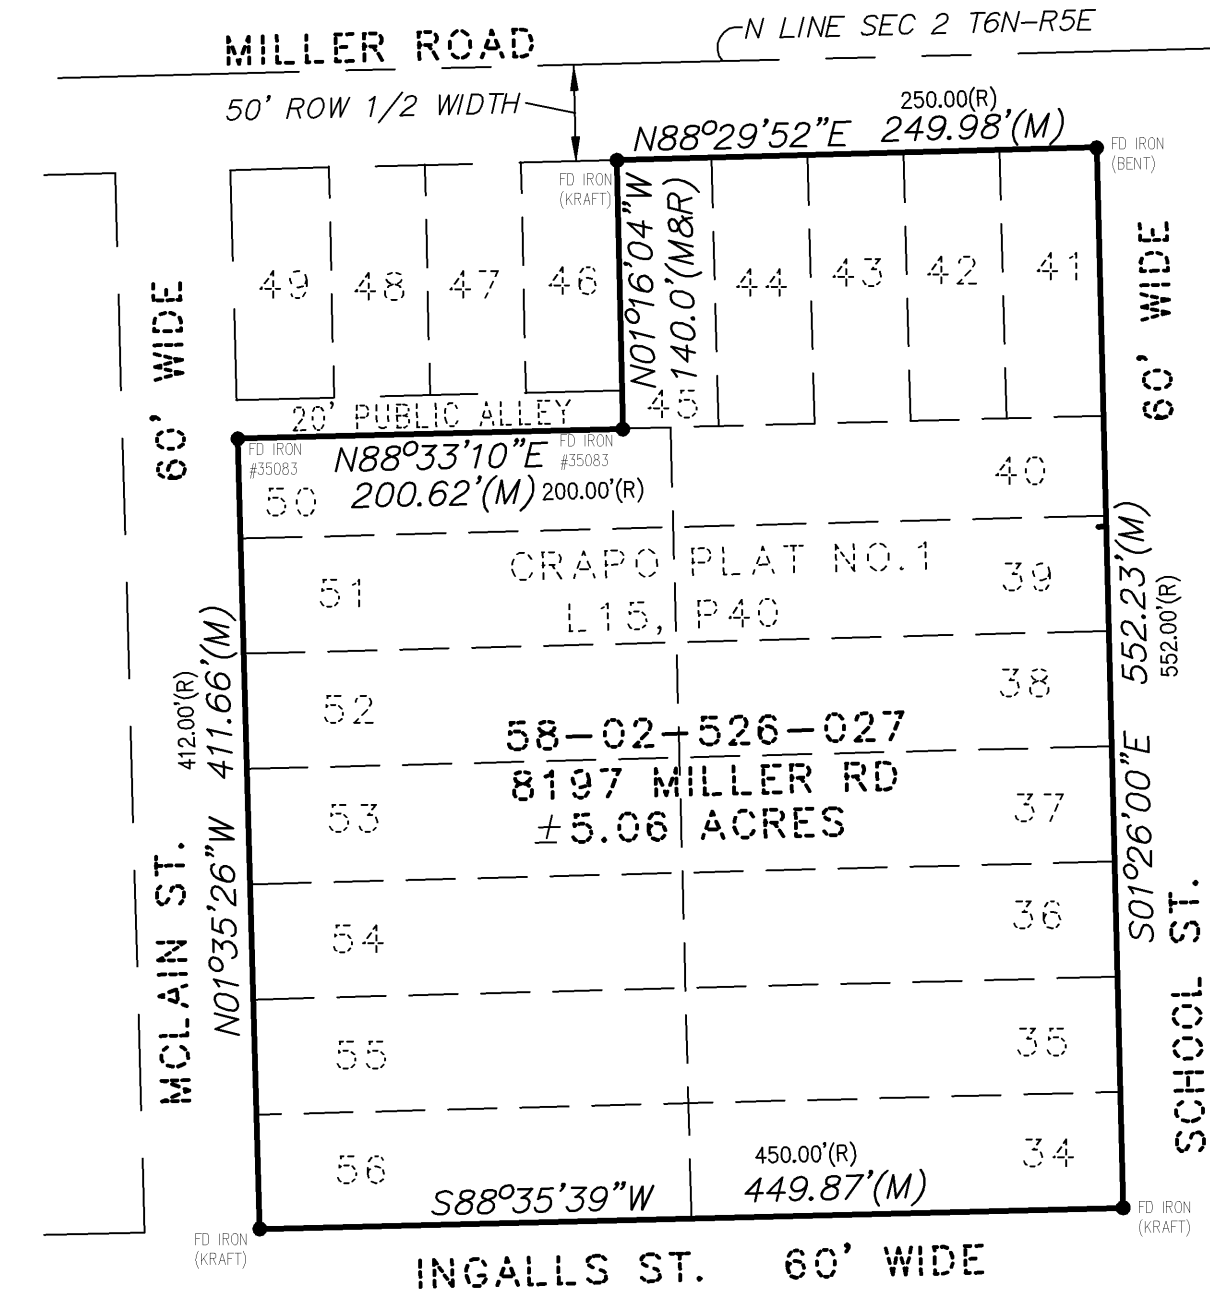 MILLER ROAD
N LINE SEC 2 T6N-R5E
50' ROW 1/2 WIDTH
250.00(R)
N88°29'52"E 249.98'(M)
FD IRON
(BENT)
FD IRON
(KRAFT)
N01°16'04"W
140.0'(M&R)
49
48
47
46
45
44
43
42
41
60' WIDE
60' WIDE
20' PUBLIC ALLEY
FD IRON
#35083
FD IRON
#35083
N88°33'10"E
200.62'(M) 200.00'(R)
50
40
CRAPO PLAT NO.1
L15, P40
51
39
52
38
58-02-526-027
8197 MILLER RD
±5.06 ACRES
53
37
54
36
55
35
56
34
412.00'(R)
N01°35'26"W 411.66'(M)
MCLAIN ST.
S01°26'00"E 552.23'(M)
552.00'(R)
SCHOOL ST.
450.00'(R)
S88°35'39"W 449.87'(M)
FD IRON
(KRAFT)
FD IRON
(KRAFT)
INGALLS ST. 60' WIDE